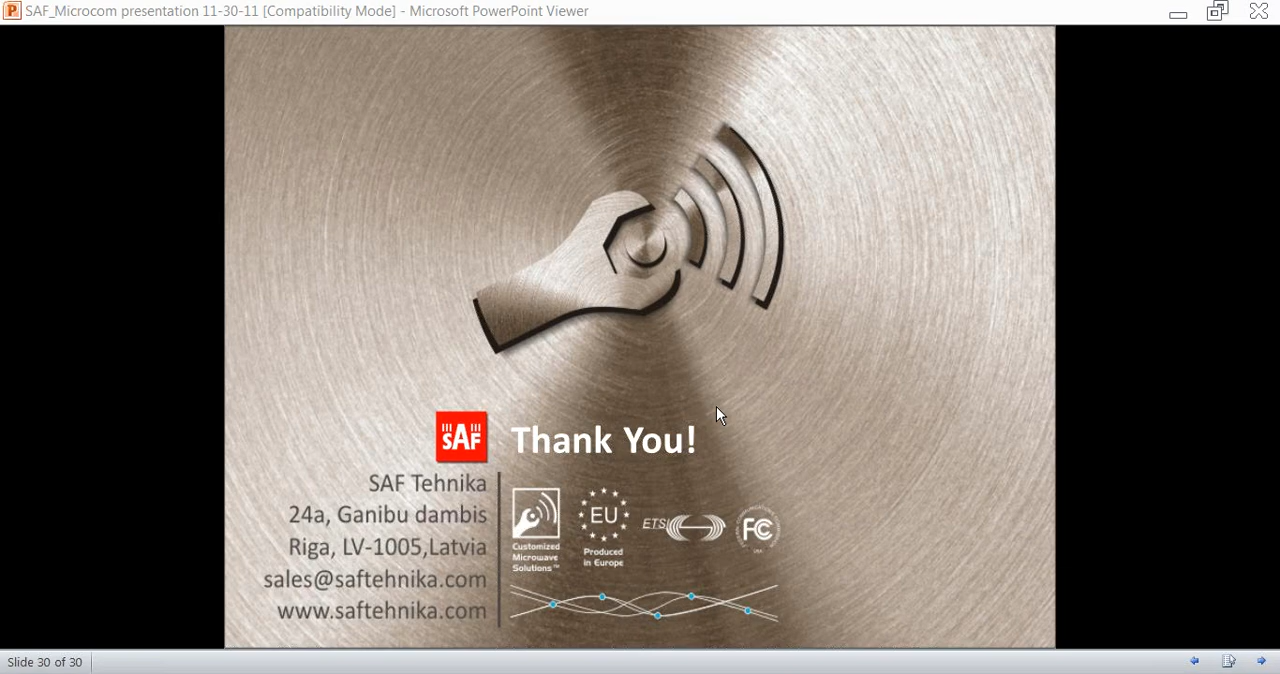 SAF_Microcom presentation 11-30-11 [Compatibility Mode] - Microsoft PowerPoint Viewer
SAF
Thank You!
SAF Tehnika
24a, Ganibu dambis
Riga, LV-1005,Latvia
sales@saftehnika.com
www.saftehnika.com
Customized
Microwave
Solutions™
EU
Produced
in Europe
ETSI
FC
Slide 30 of 30